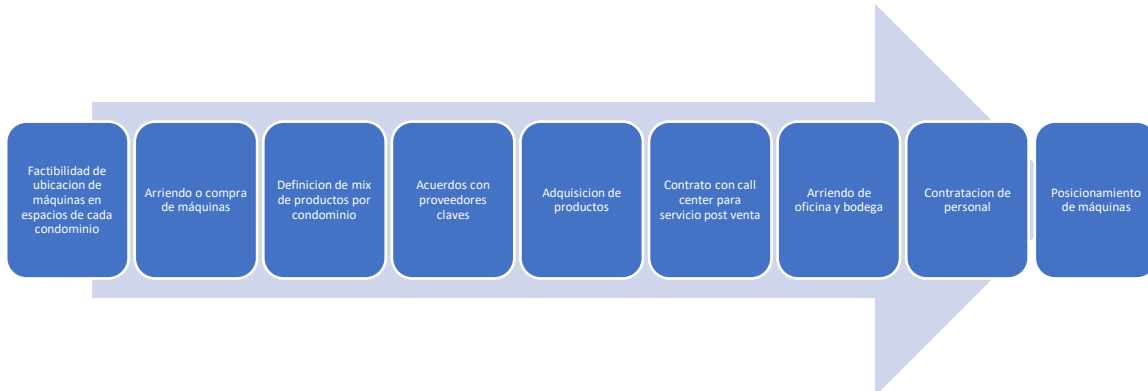 Factibilidad de
ubicacion de
máquinas en
espacios de cada
condominio
Arriendo o compra
de máquinas
Definicion de mix
de productos por
condominio
Acuerdos con
proveedores
claves
Adquisicion de
productos
Contrato con call
center para
servicio post venta
Arriendo de
oficina y bodega
Contratacion de
personal
Posicionamiento
de máquinas